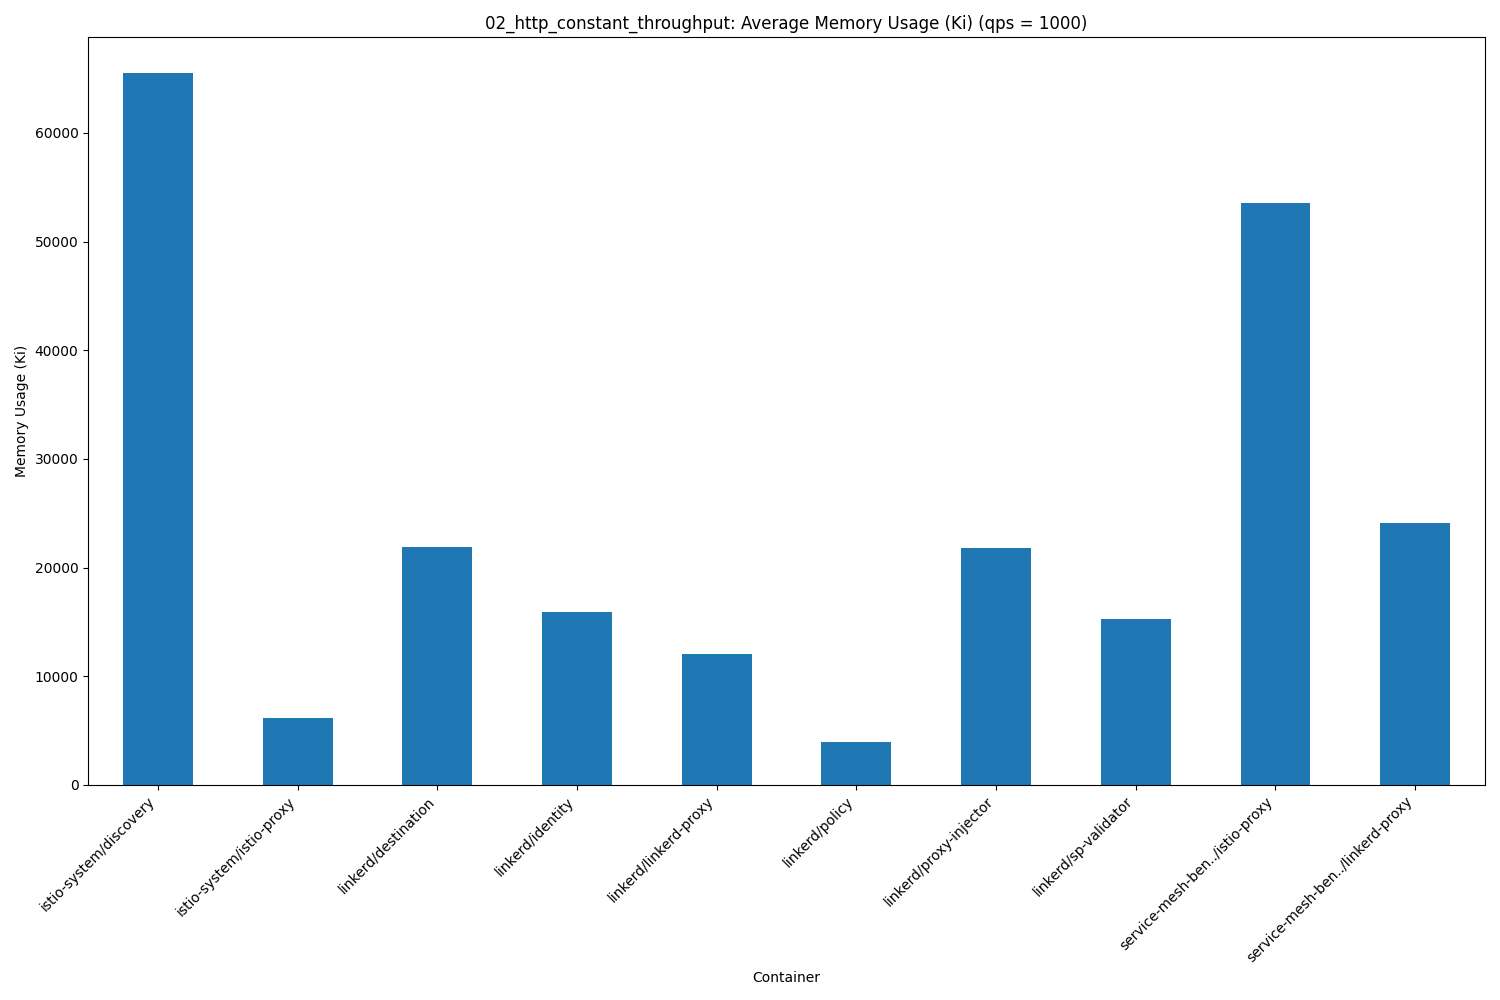 02_http_constant_throughput: Average Memory Usage (Ki) (qps = 1000)
Memory Usage (Ki)
60000
50000
40000
30000
20000
10000
0
istio-system/discovery
istio-system/istio-proxy
linkerd/destination
linkerd/identity
linkerd/linkerd-proxy
linkerd/policy
linkerd/proxy-injector
linkerd/sp-validator
service-mesh-ben../istio-proxy
service-mesh-ben../linkerd-proxy
Container